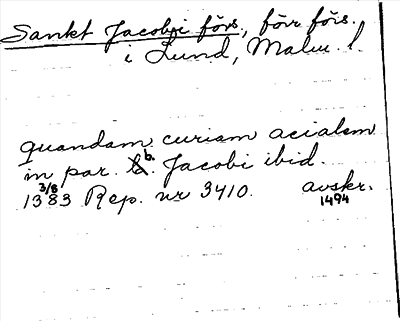 Sankt Jacobi förs, förr förs.
i Lund, Malm. l.
quandam curiam acialem
in par. b. Jacobi ibid.
1383 3/8 Rep. nr 3410. avskr.
1494